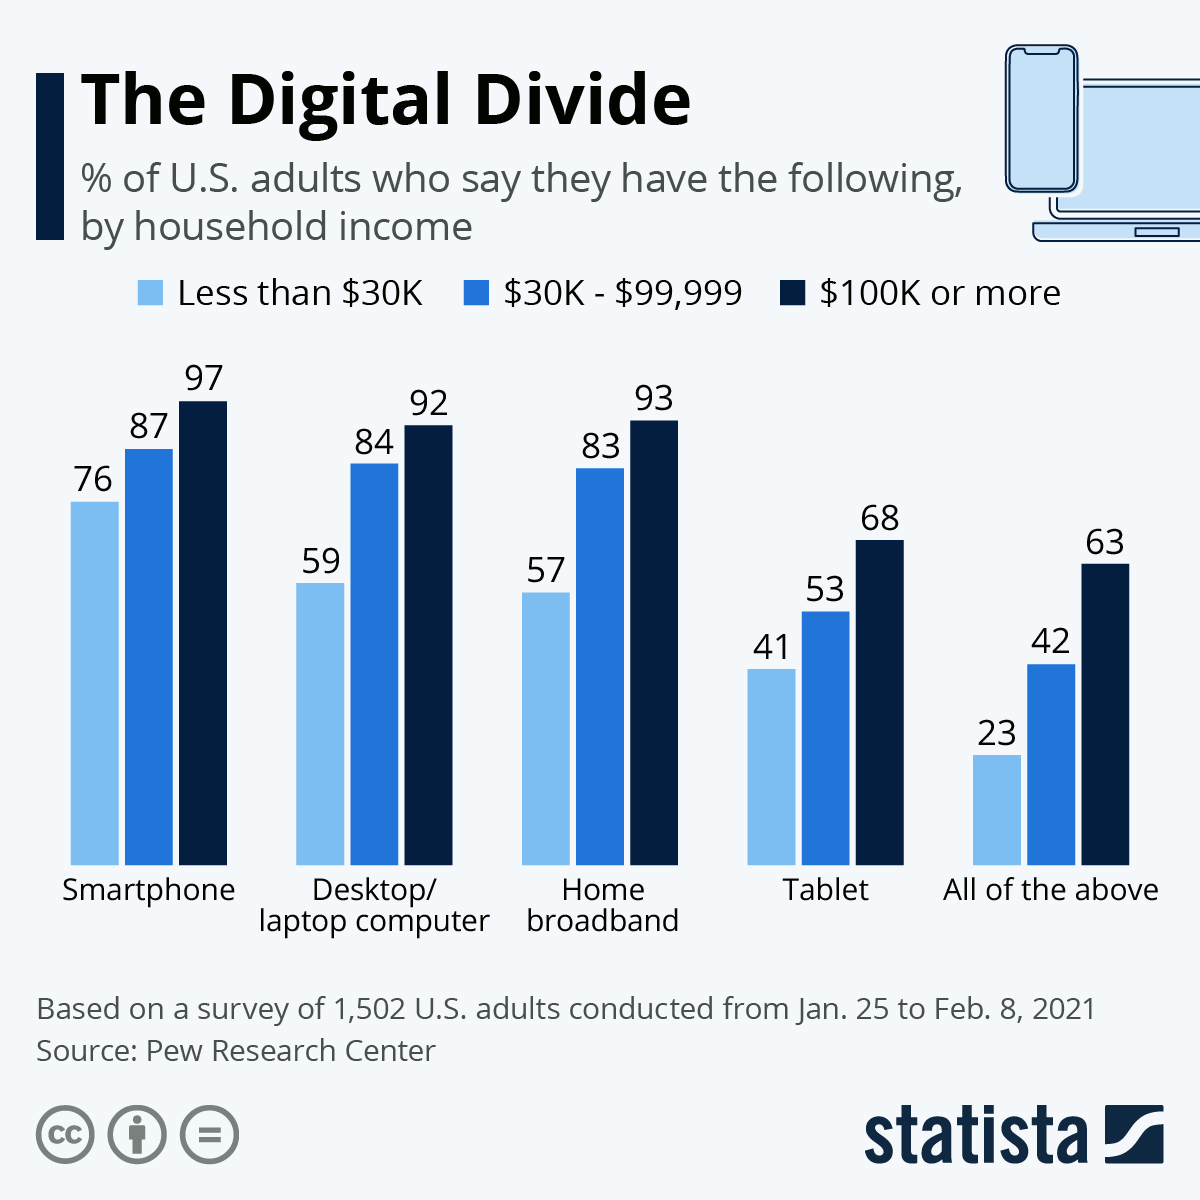 The Digital Divide
% of U.S. adults who say they have the following,
by household income
Less than $30K $30K - $99,999 $100K or more
76 87 97
59 84 92
57 83 93
41 53 68
23 42 63
Smartphone
Desktop/
laptop computer
Home
broadband
Tablet
All of the above
Based on a survey of 1,502 U.S. adults conducted from Jan. 25 to Feb. 8, 2021
Source: Pew Research Center
cc
statista